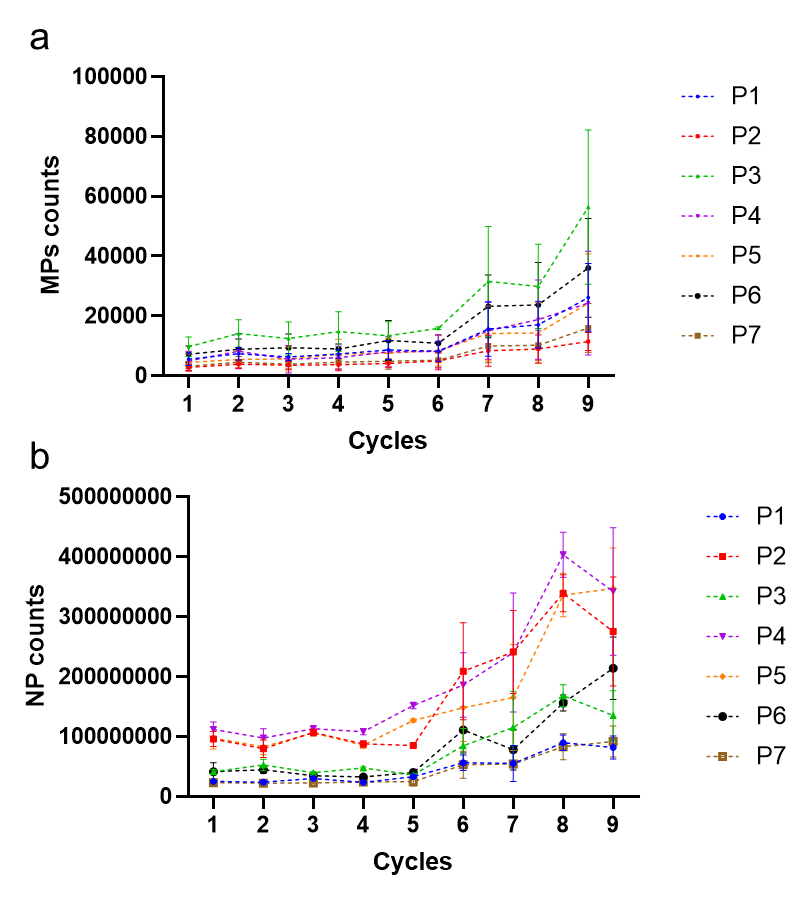 a
100000
80000
60000
40000
20000
0
MPs counts
1 2 3 4 5 6 7 8 9
Cycles
P1
P2
P3
P4
P5
P6
P7
b
500000000
400000000
300000000
200000000
100000000
0
NP counts
1 2 3 4 5 6 7 8 9
Cycles
P1
P2
P3
P4
P5
P6
P7